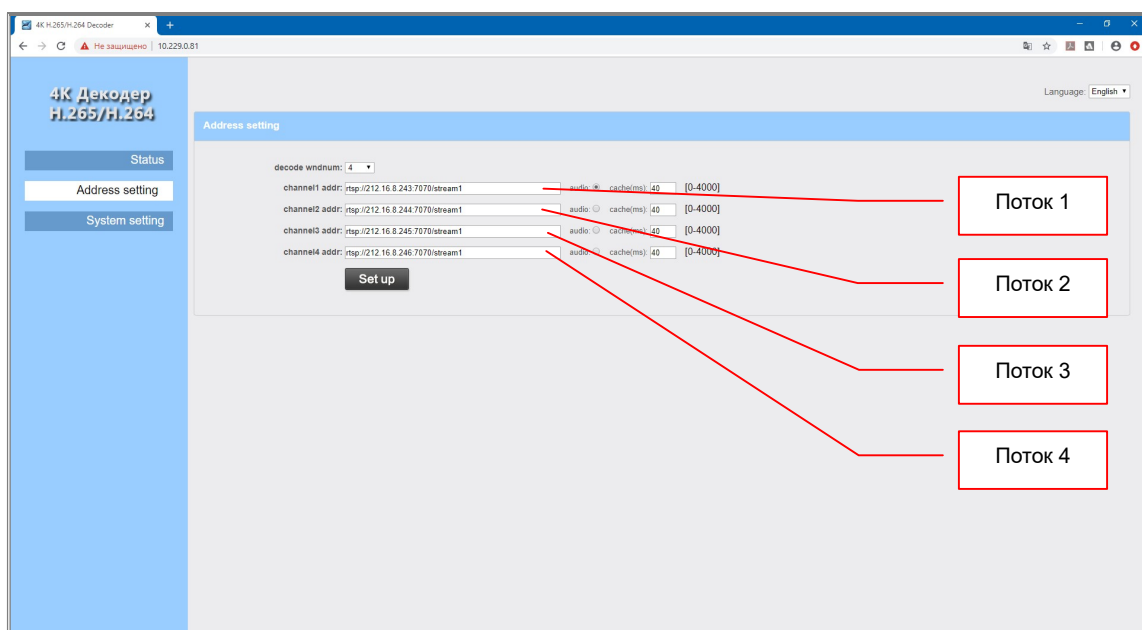 4K H.265/H.264 Decoder
Не защищено | 10.229.0.81
4K Декодер
H.265/H.264
Language: English
Status
Address setting
System setting
Address setting
decode wndnum: 4
channel1 addr: rtsp://212.16.8.243:7070/stream1 audio: cache(ms): 40 [0-4000]
channel2 addr: rtsp://212.16.8.244:7070/stream1 audio: cache(ms): 40 [0-4000]
channel3 addr: rtsp://212.16.8.245:7070/stream1 audio: cache(ms): 40 [0-4000]
channel4 addr: rtsp://212.16.8.246:7070/stream1 audio: cache(ms): 40 [0-4000]
Set up
Поток 1
Поток 2
Поток 3
Поток 4